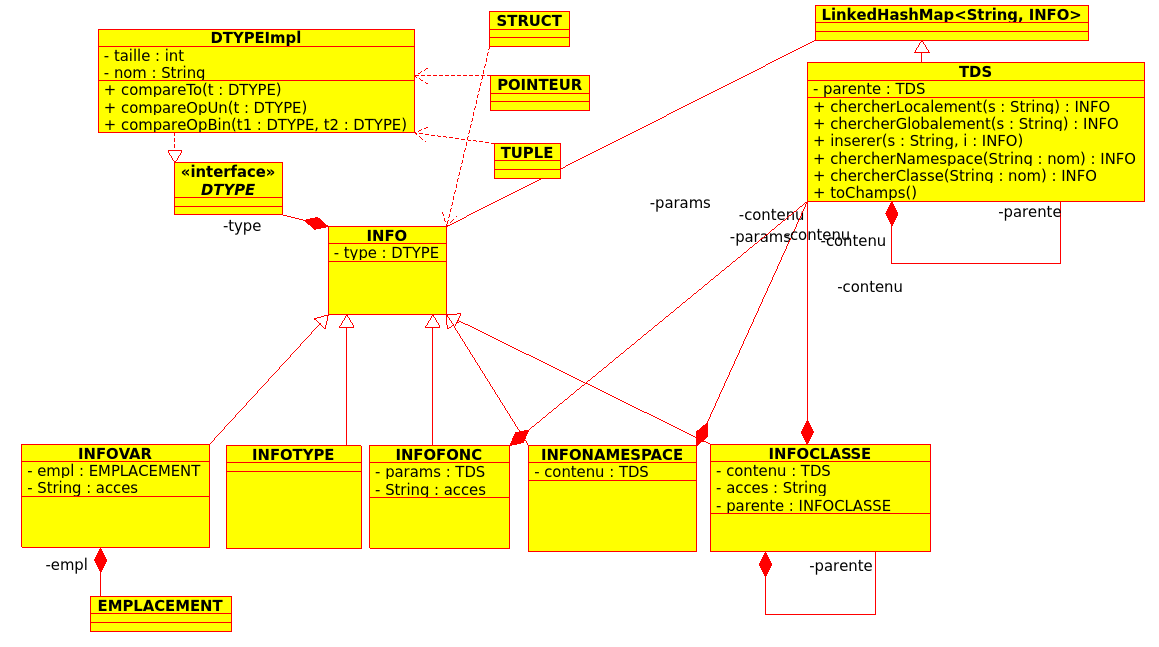 STRUCT
LinkedHashMap<String, INFO>
DTYPEImpl
- taille : int
- nom : String
+ compareTo(t : DTYPE)
+ compareOpUn(t : DTYPE)
+ compareOpBin(t1 : DTYPE, t2 : DTYPE)
POINTEUR
TUPLE
TDS
- parente : TDS
+ chercherLocalement(s : String) : INFO
+ chercherGlobalement(s : String) : INFO
+ inserer(s : String, i : INFO)
+ chercherNamespace(String : nom) : INFO
+ chercherClasse(String : nom) : INFO
+ toChamps()
«interface»
DTYPE
-type
-params
-contenu
-parente
-params
-contenu
-contenu
-contenu
INFO
- type : DTYPE
INFOVAR
- empl : EMPLACEMENT
- String : acces
INFOTYPE
INFOFONC
- params : TDS
- String : acces
INFONAMESPACE
- contenu : TDS
INFOCLASSE
- contenu : TDS
- acces : String
- parente : INFOCLASSE
-empl
-parente
EMPLACEMENT